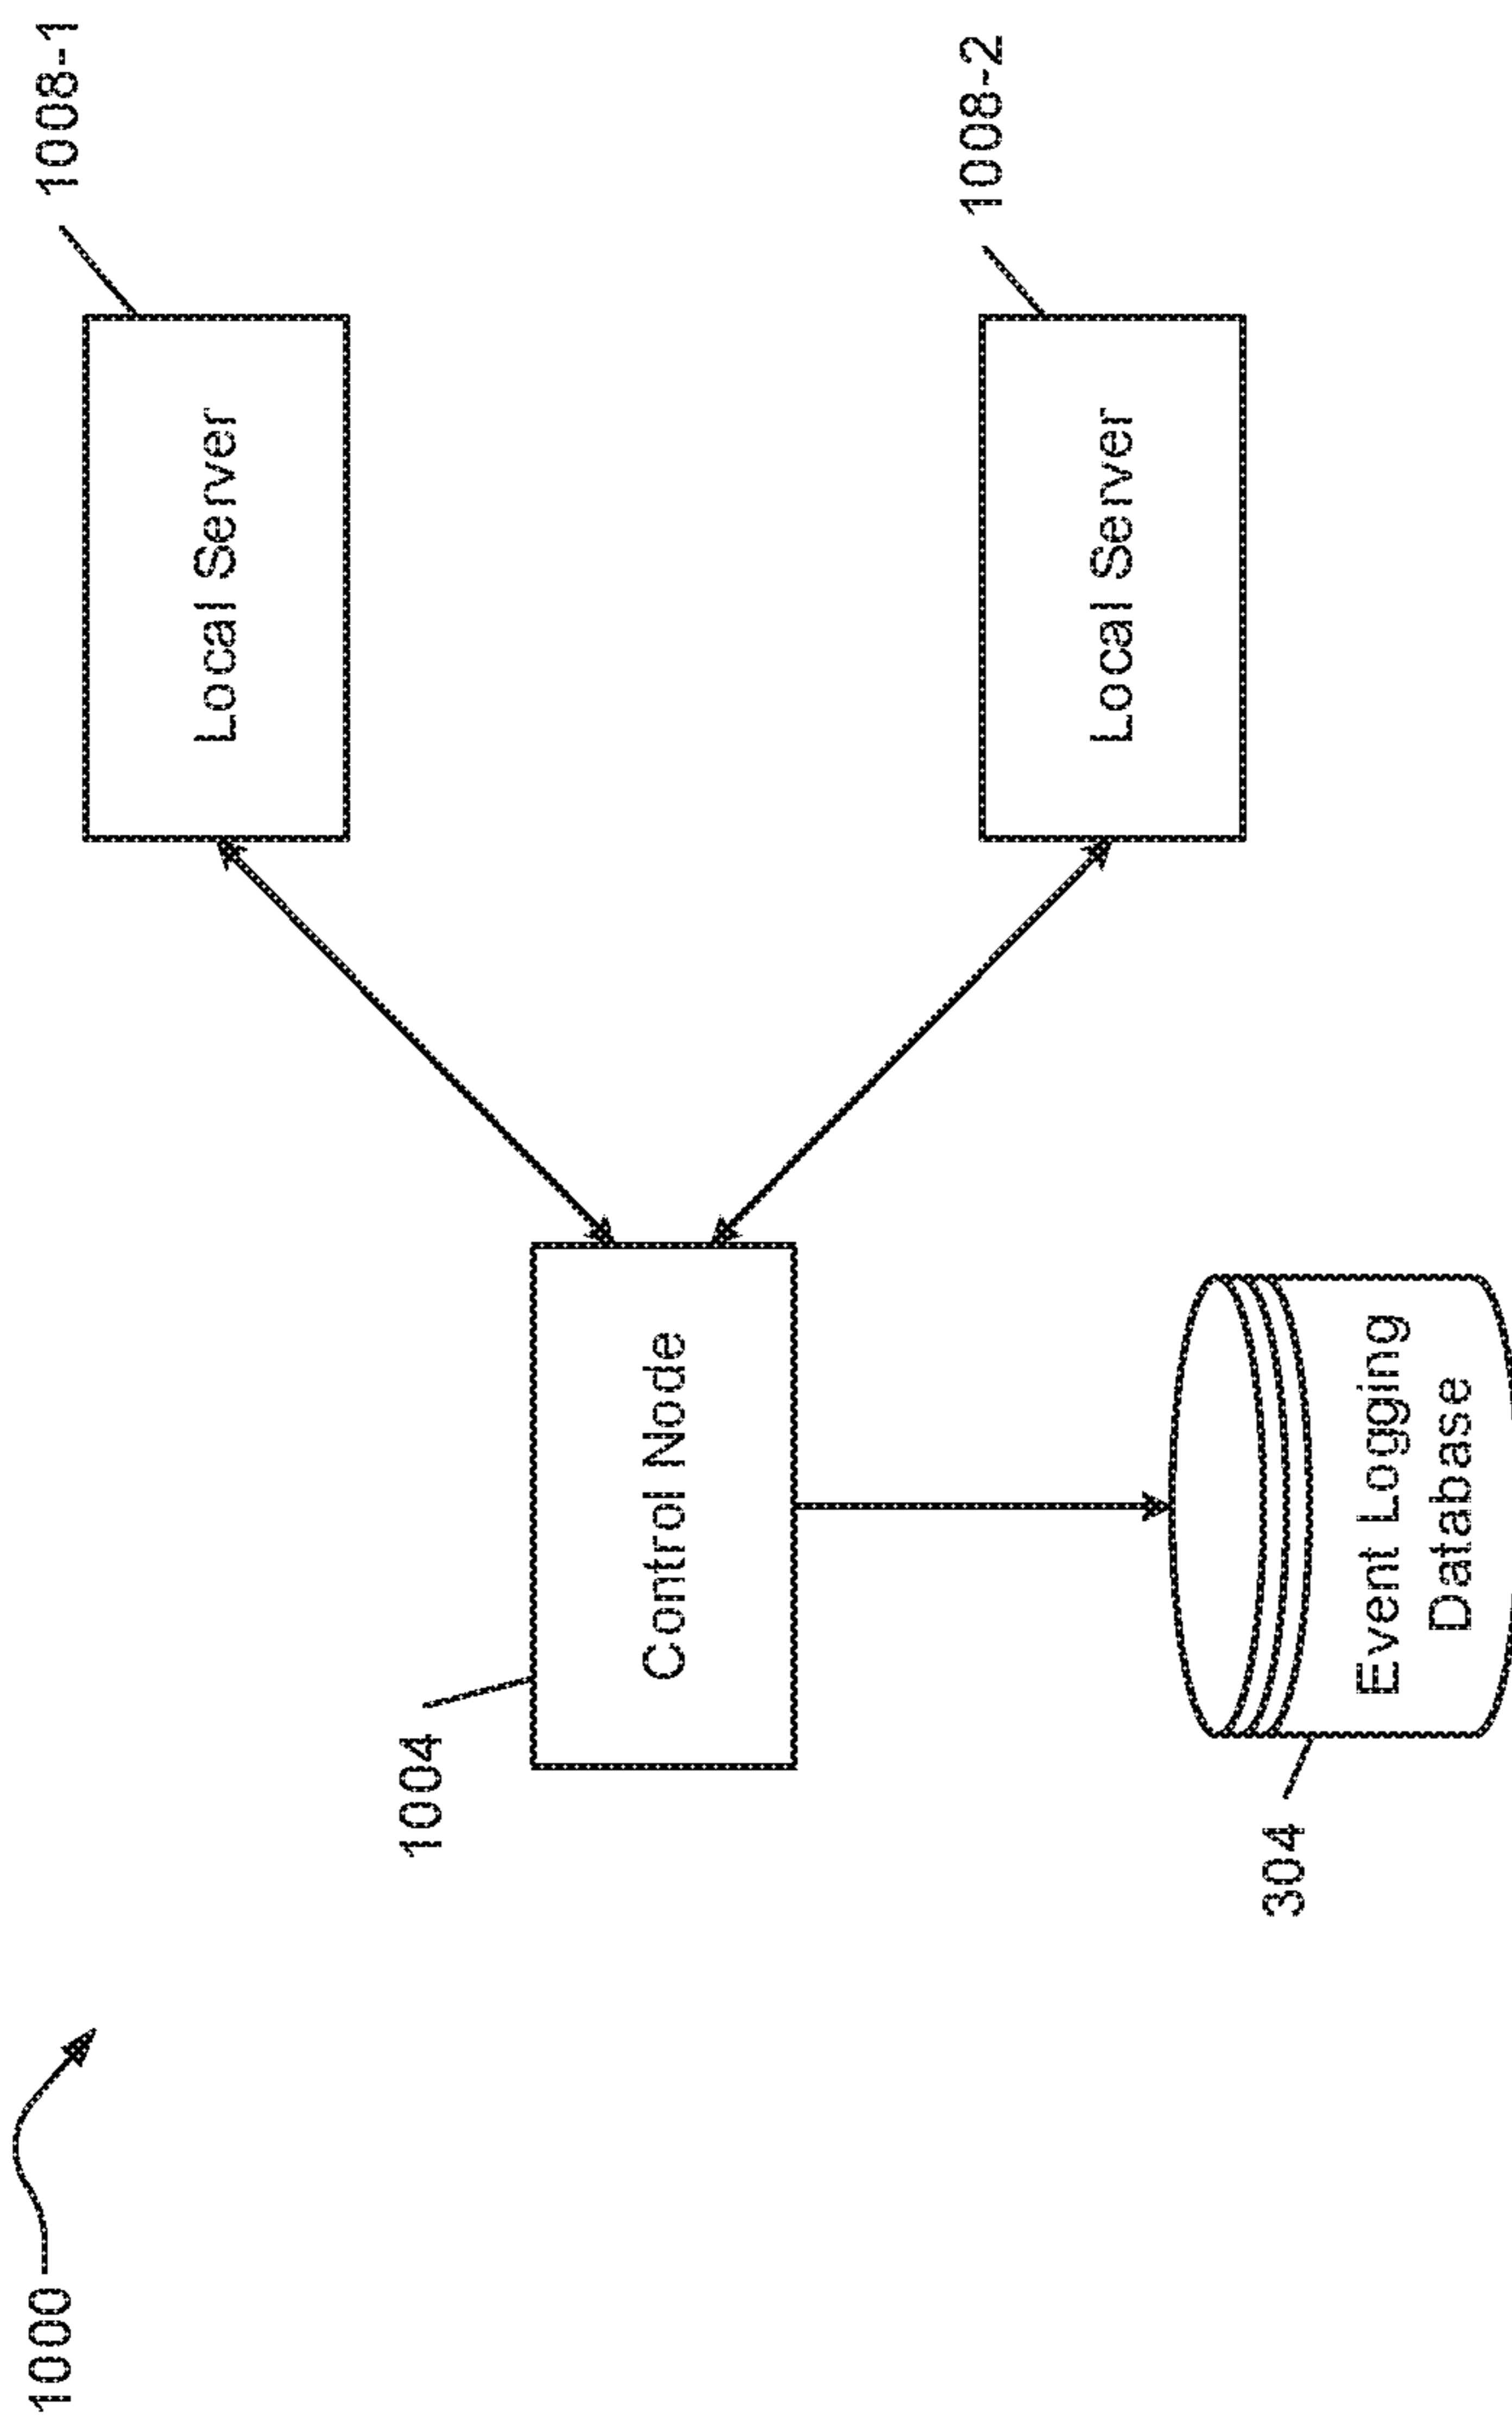 1000
1004
Control Node
304
Event Logging
Database
Local Server
1008-1
Local Server
1008-2